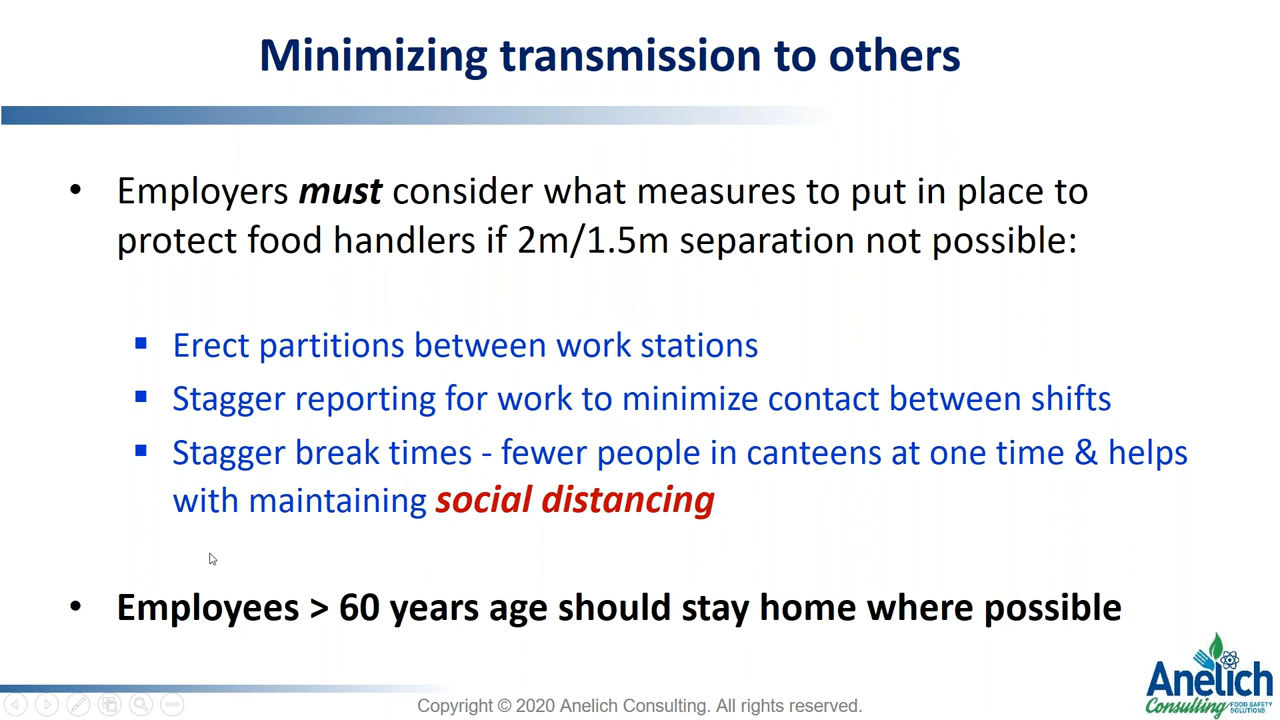 Minimizing transmission to others
• Employers must consider what measures to put in place to
protect food handlers if 2m/1.5m separation not possible:
▪ Erect partitions between work stations
▪ Stagger reporting for work to minimize contact between shifts
▪ Stagger break times - fewer people in canteens at one time & helps
with maintaining social distancing
• Employees > 60 years age should stay home where possible
Copyright © 2020 Anelich Consulting. All rights reserved.
Anelich
Consulting FOOD SAFETY
SOLUTIONS